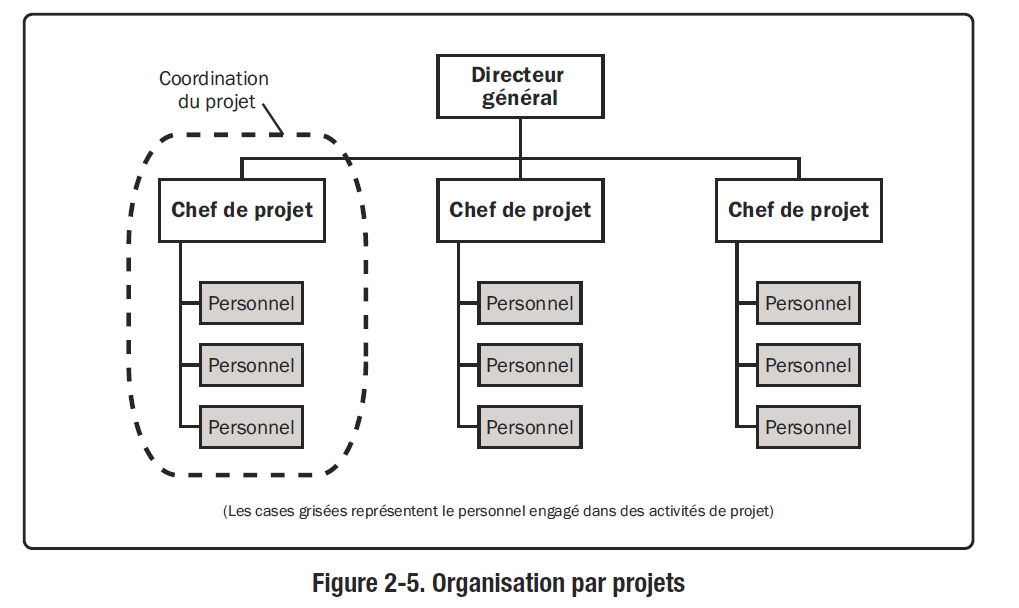 Coordination
du projet
Directeur
général
Chef de projet
Chef de projet
Chef de projet
Personnel
Personnel
Personnel
Personnel
Personnel
Personnel
Personnel
Personnel
Personnel
(Les cases grisées représentent le personnel engagé dans des activités de projet)
Figure 2-5. Organisation par projets